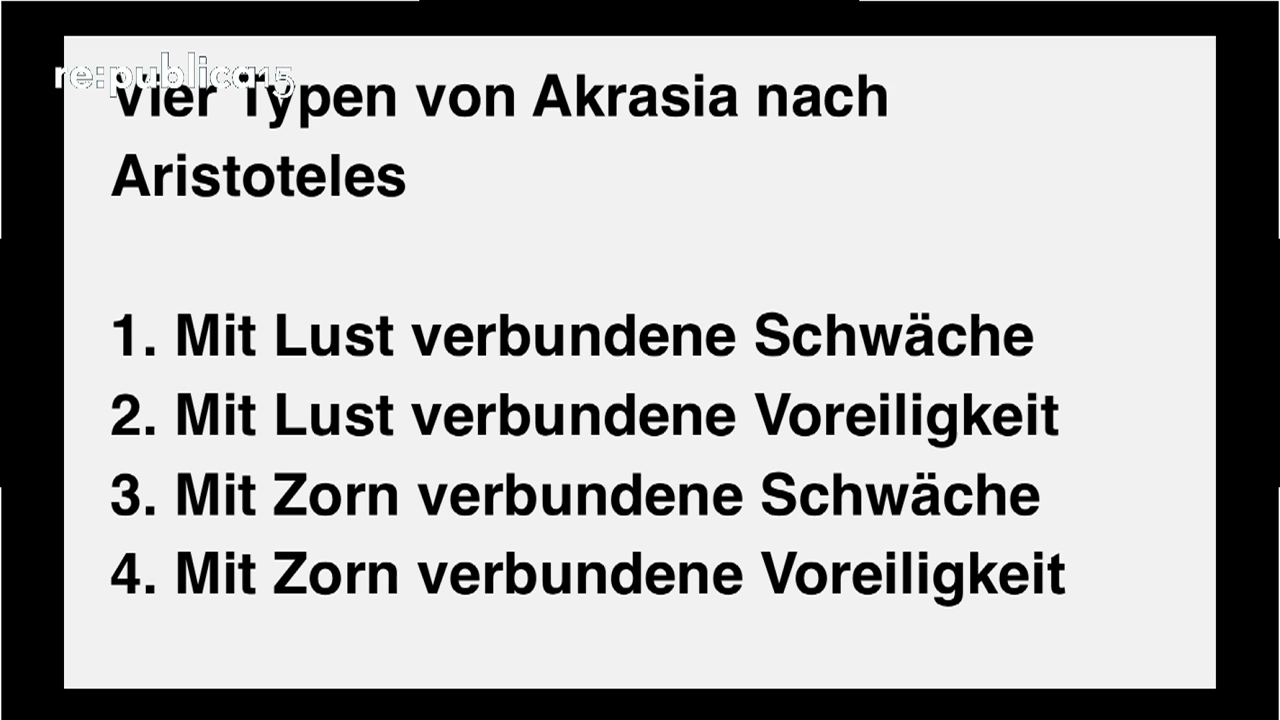 re:publica15
Vier Typen von Akrasia nach
Aristoteles
1. Mit Lust verbundene Schwäche
2. Mit Lust verbundene Voreiligkeit
3. Mit Zorn verbundene Schwäche
4. Mit Zorn verbundene Voreiligkeit